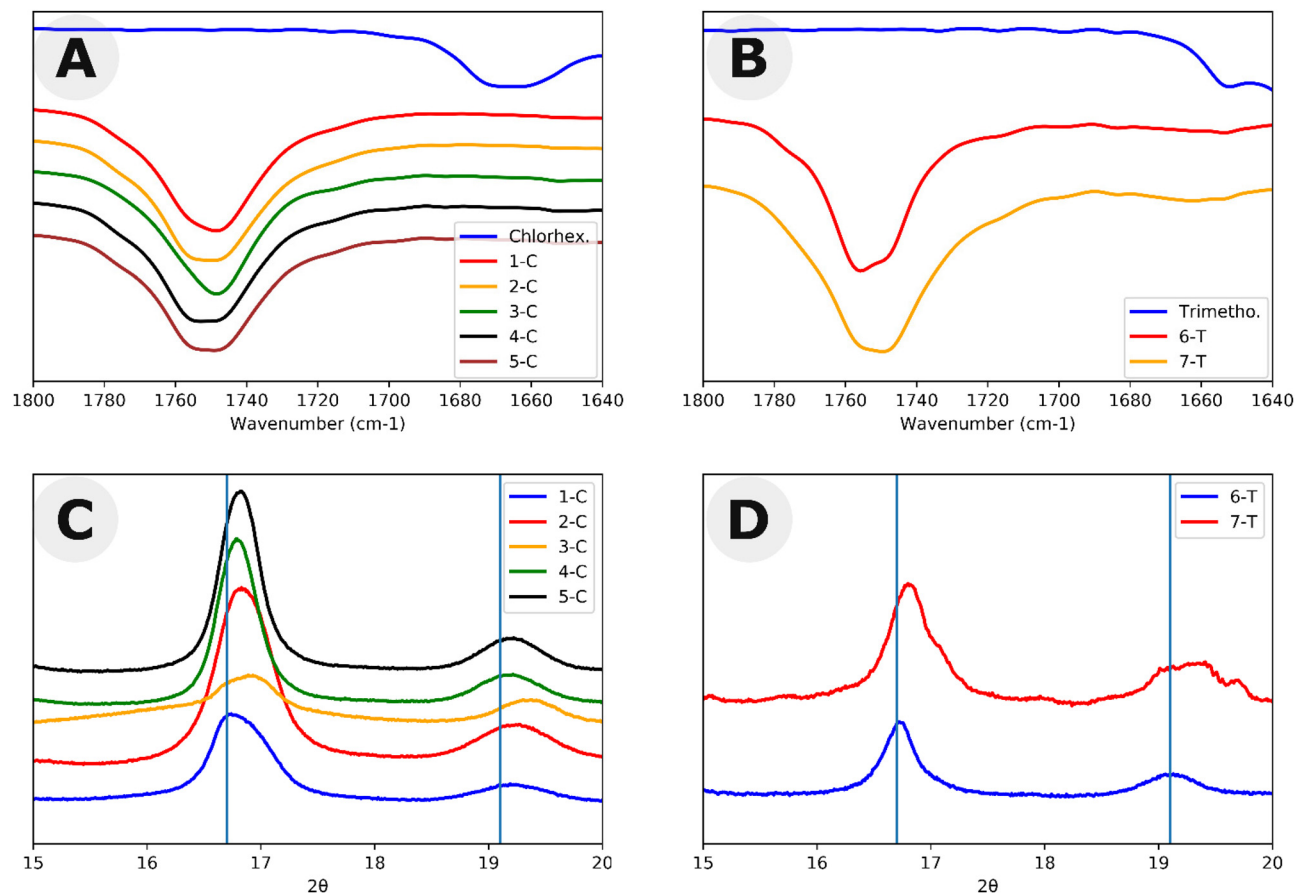 A
Chlorhex.
1-C
2-C
3-C
4-C
5-C
1800 1780 1760 1740 1720 1700 1680 1660 1640
Wavenumber (cm-1)
B
Trimetho.
6-T
7-T
1800 1780 1760 1740 1720 1700 1680 1660 1640
Wavenumber (cm-1)
C
1-C
2-C
3-C
4-C
5-C
15 16 17 18 19 20
2θ
D
6-T
7-T
15 16 17 18 19 20
2θ